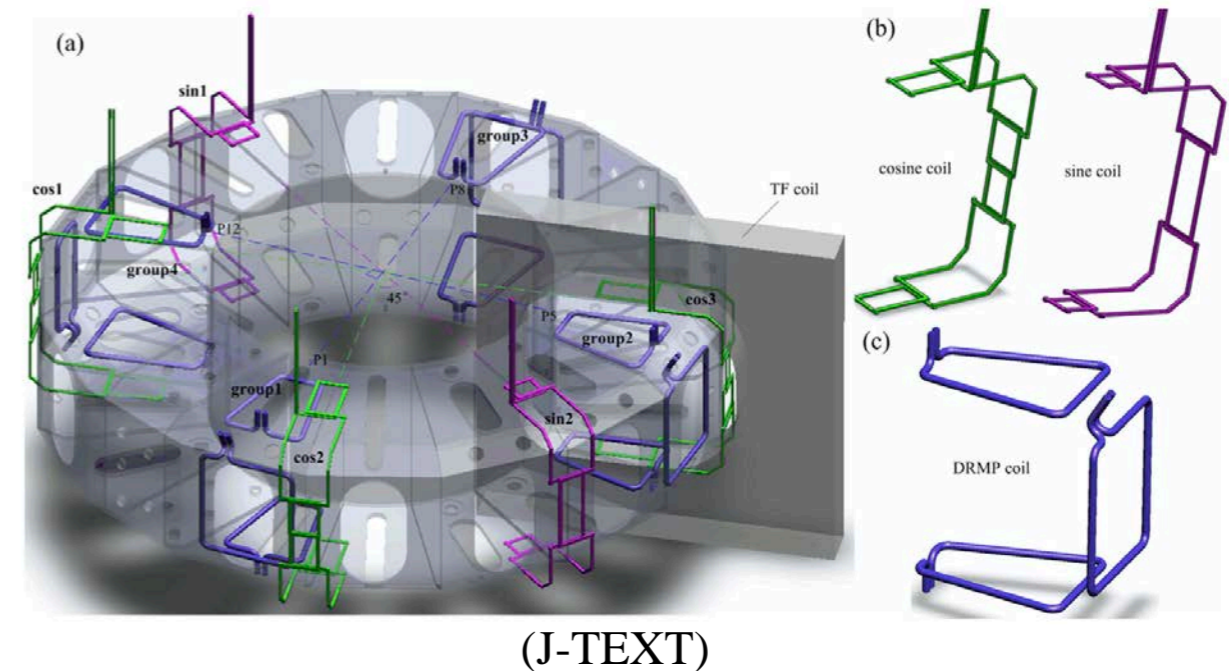 (a)
sin1
group3
P8
cos1
P12
TF coil
group4
45°
cos3
P5
group2
P1
group1
sin2
cos2
(b)
cosine coil
sine coil
(c)
DRMP coil
(J-TEXT)